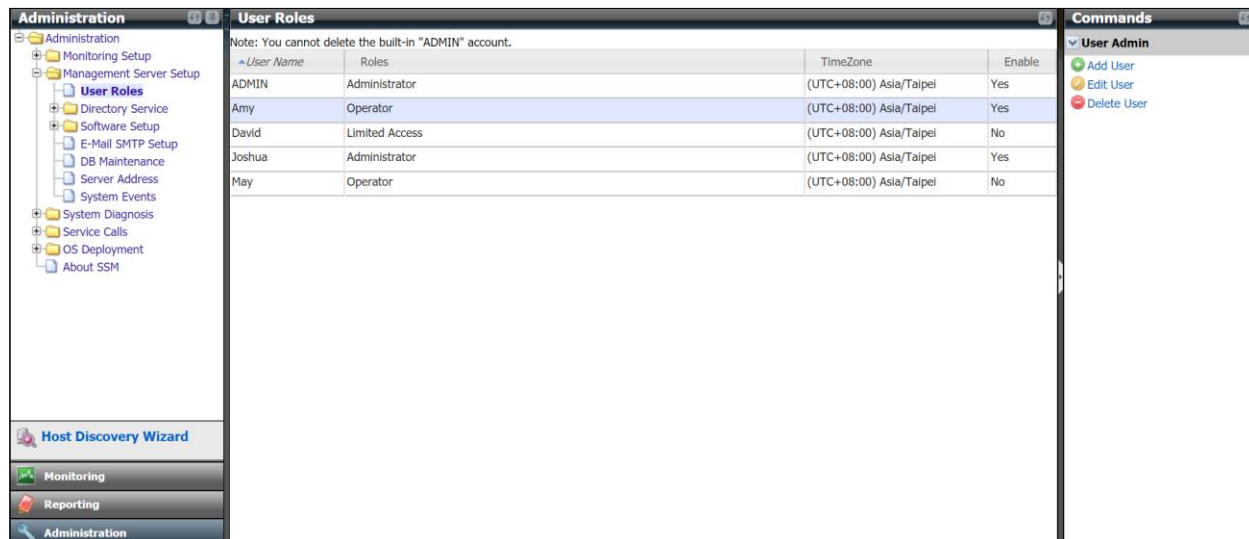 Administration
Administration
Monitoring Setup
Management Server Setup
User Roles
Directory Service
Software Setup
E-Mail SMTP Setup
DB Maintenance
Server Address
System Events
System Diagnosis
Service Calls
OS Deployment
About SSM
Host Discovery Wizard
Monitoring
Reporting
Administration
User Roles
Note: You cannot delete the built-in "ADMIN" account.
User Name Roles TimeZone Enable
ADMIN Administrator (UTC+08:00) Asia/Taipei Yes
Amy Operator (UTC+08:00) Asia/Taipei Yes
David Limited Access (UTC+08:00) Asia/Taipei No
Joshua Administrator (UTC+08:00) Asia/Taipei Yes
May Operator (UTC+08:00) Asia/Taipei No
Commands
User Admin
Add User
Edit User
Delete User